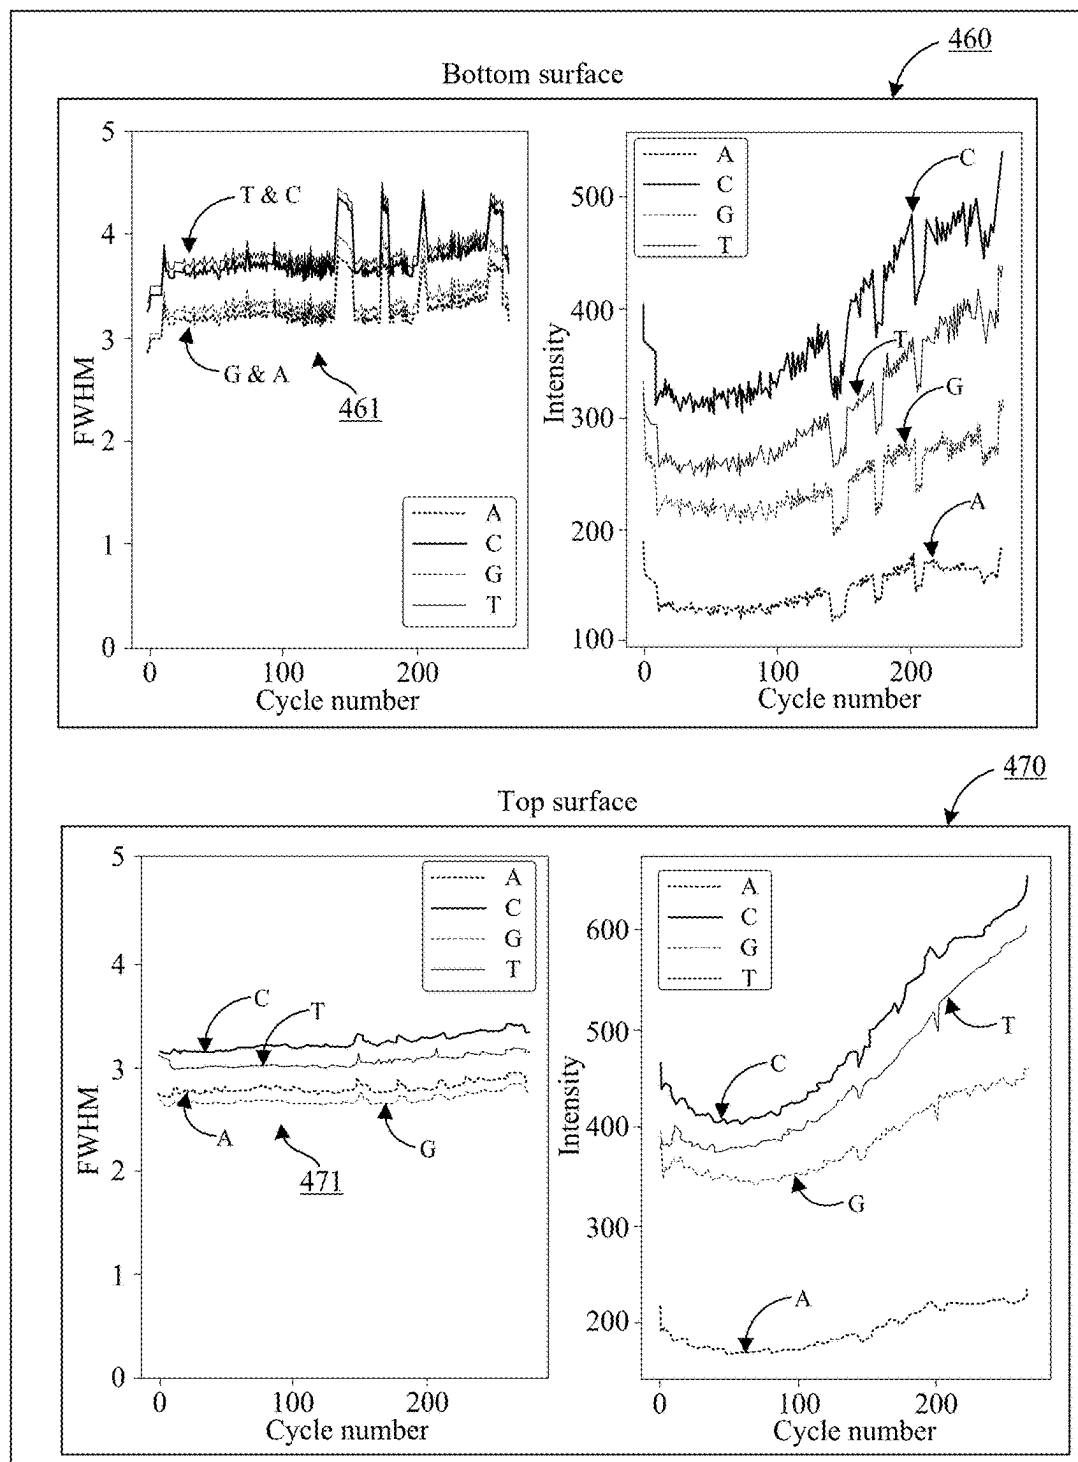 460
Bottom surface
5
4
3
2
1
0
FWHM
T & C
G & A
461
A
C
G
T
0
100
200
Cycle number
500
400
300
200
100
Intensity
A
C
G
T
C
T
G
A
0
100
200
Cycle number
470
Top surface
5
4
3
2
1
0
FWHM
A
C
G
T
C
T
A
G
471
0
100
200
Cycle number
600
500
400
300
200
Intensity
A
C
G
T
C
T
G
A
0
100
200
Cycle number